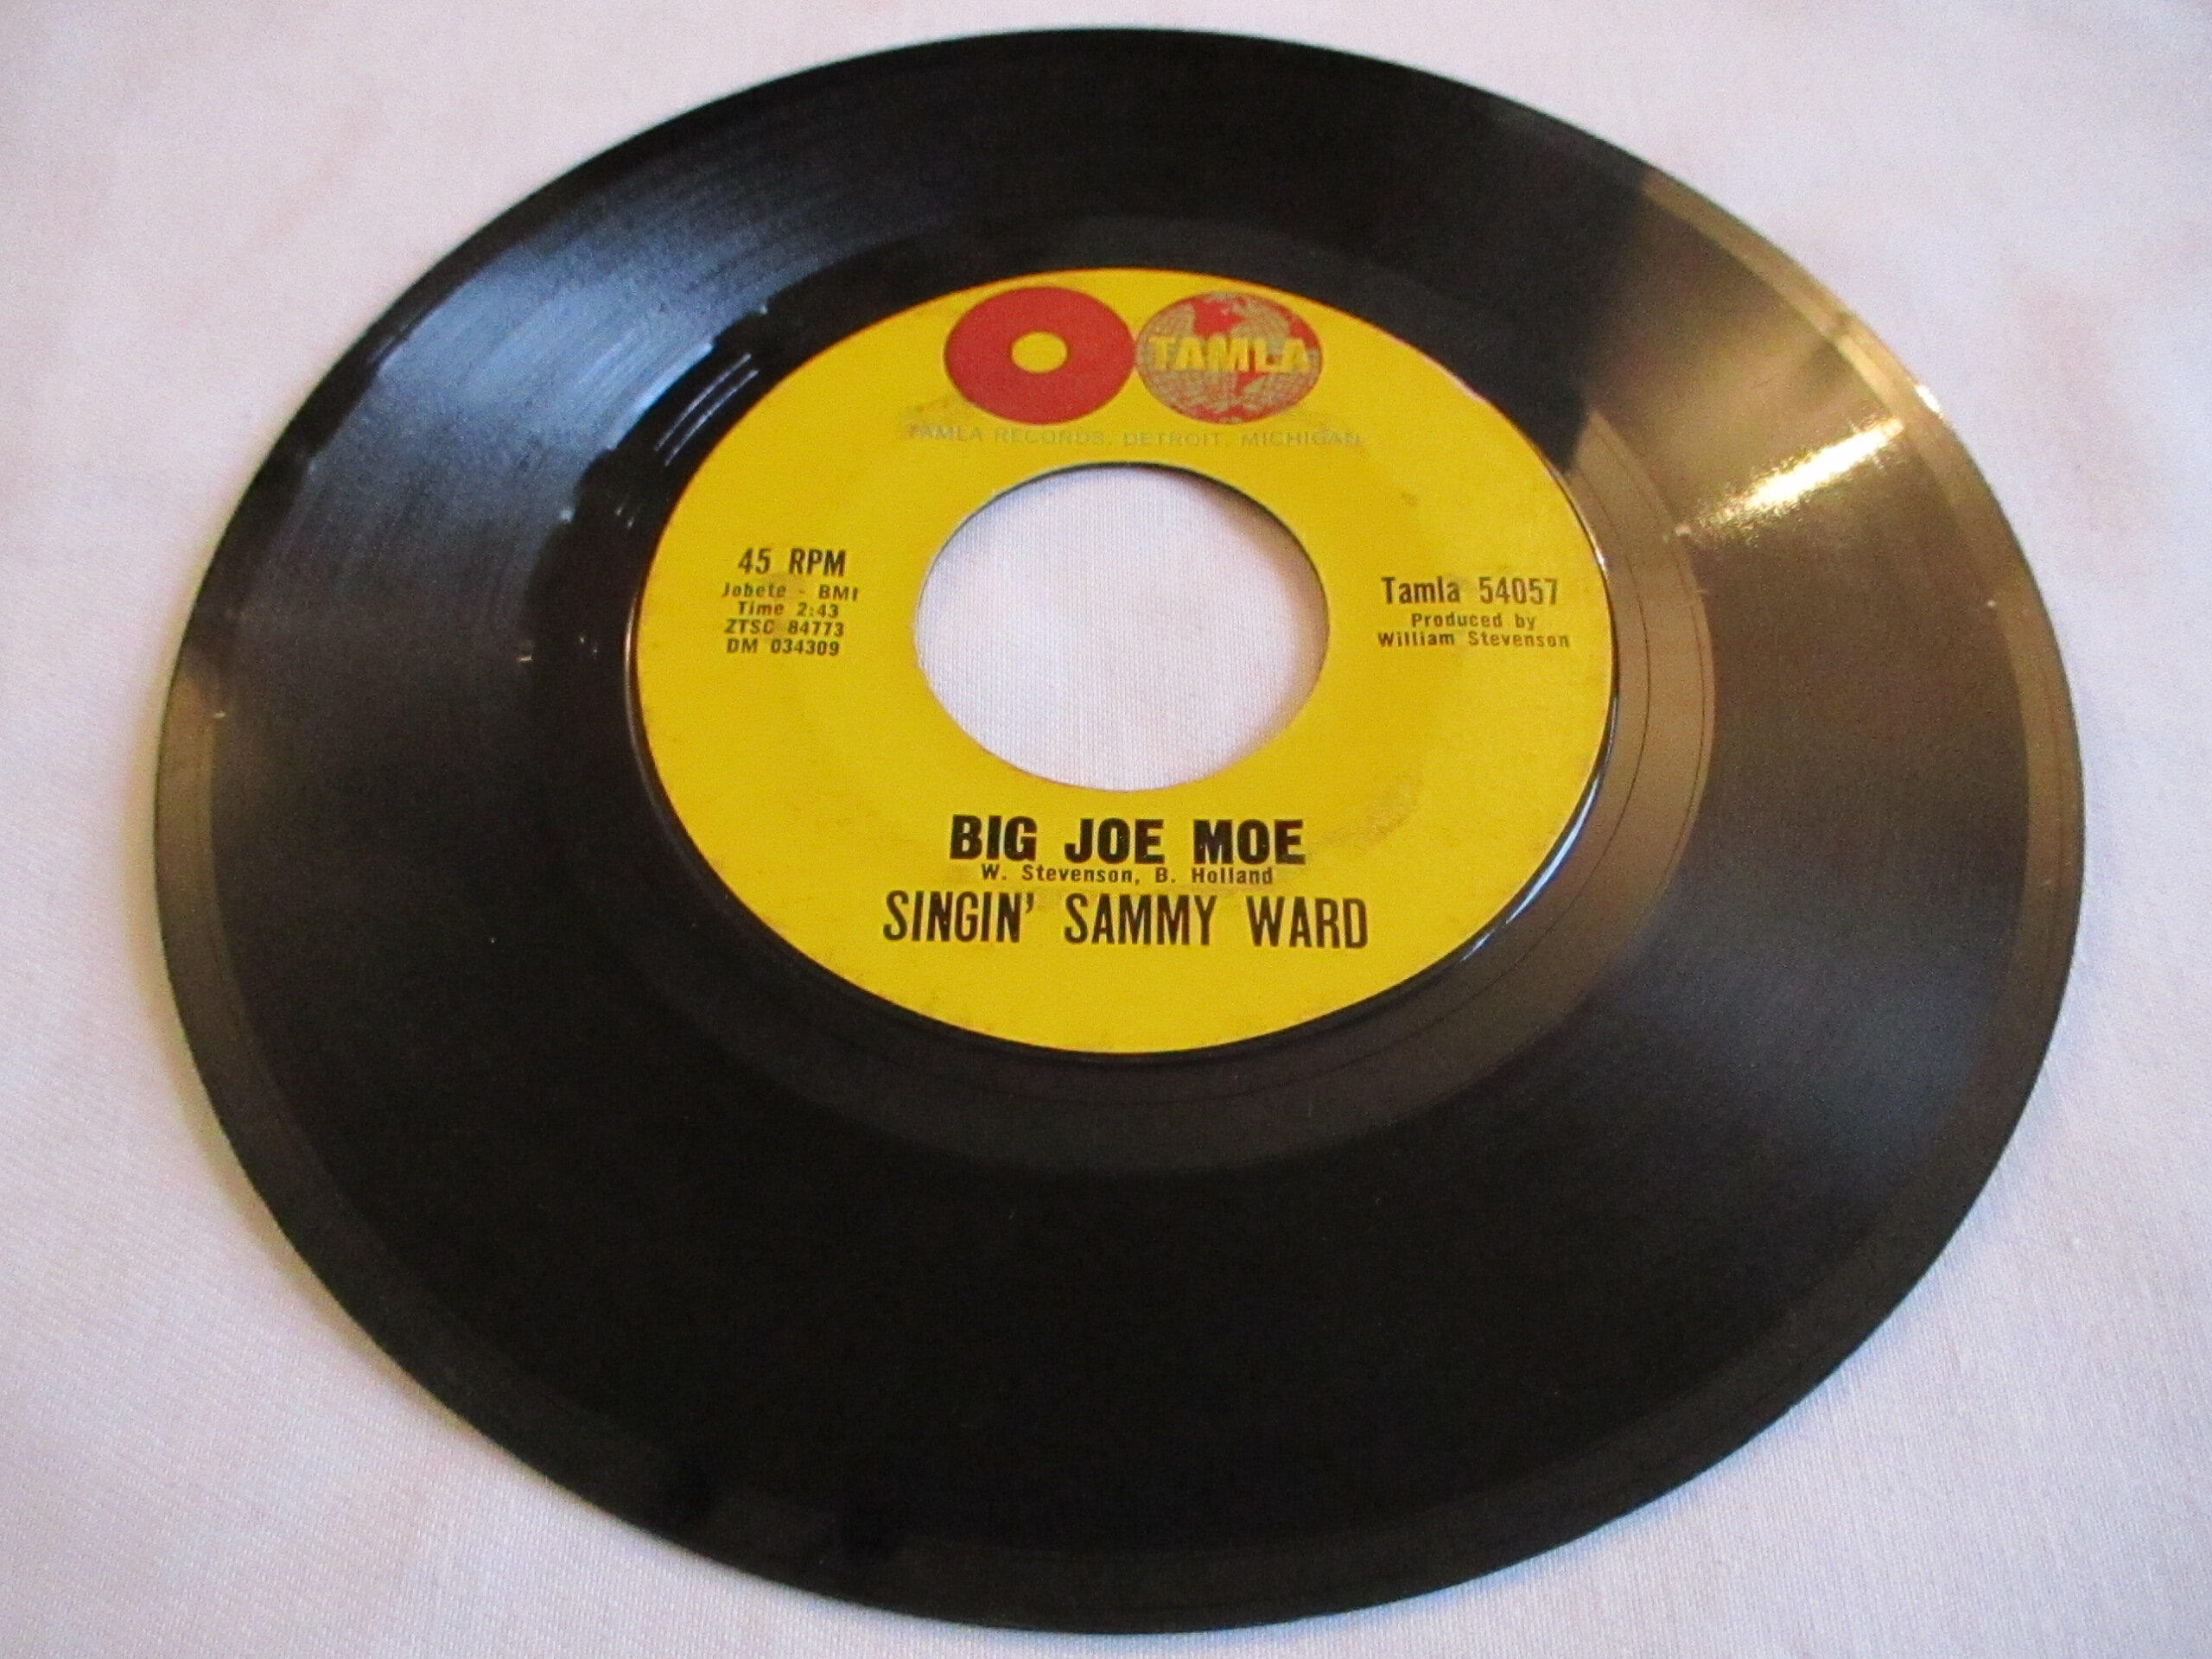 TAMLA
TAMLA RECORDS, DETROIT, MICHIGAN
45 RPM
Jobete - BMI
Time 2:43
ZTSC 84773
DM 034309
Tamla 54057
Produced by
William Stevenson
BIG JOE MOE
W. Stevenson, B. Holland
SINGIN' SAMMY WARD